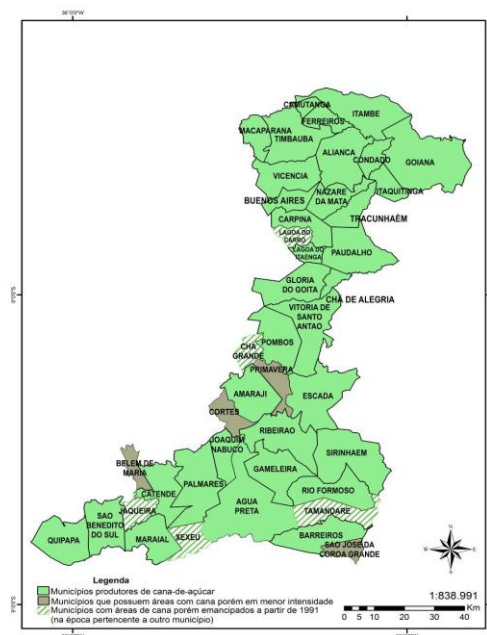 36°0'0"W
CAMUTANGA
ITAMBE
FERREIROS
MACAPARANA
TIMBAUBA
ALIANCA
CONDADO
GOIANA
VICENCIA
ITAQUITINGA
NAZARE
DA MATA
BUENOS AIRES
CARPINA
TRACUNHAÉM
LAGOA DO
CARRO
LAGOA DO
ITAENGA
PAUDALHO
GLORIA
DO GOITA
CHÃ DE ALEGRIA
VITORIA DE
SANTO
ANTAO
POMBOS
CHA
GRANDE
PRIMAVERA
AMARAJI
ESCADA
CORTES
RIBEIRAO
JOAQUIM
NABUCO
SIRINHAEM
BELEM DE
MARIA
GAMELEIRA
PALMARES
RIO FORMOSO
CATENDE
AGUA
PRETA
JAQUEIRA
TAMANDARE
SAO
BENEDITO
DO SUL
QUIPAPA
MARAIAL
XEXEU
BARREIROS
SAO JOSE DA
COROA GRANDE
N
W
E
S
Legenda
Municípios produtores de cana-de-açúcar
Municípios que possuem áreas com cana porém em menor intensidade
Municípios com áreas de cana porém emancipados a partir de 1991
(na época pertencente a outro município)
1:838.991
0 5 10 20 30 40
Km